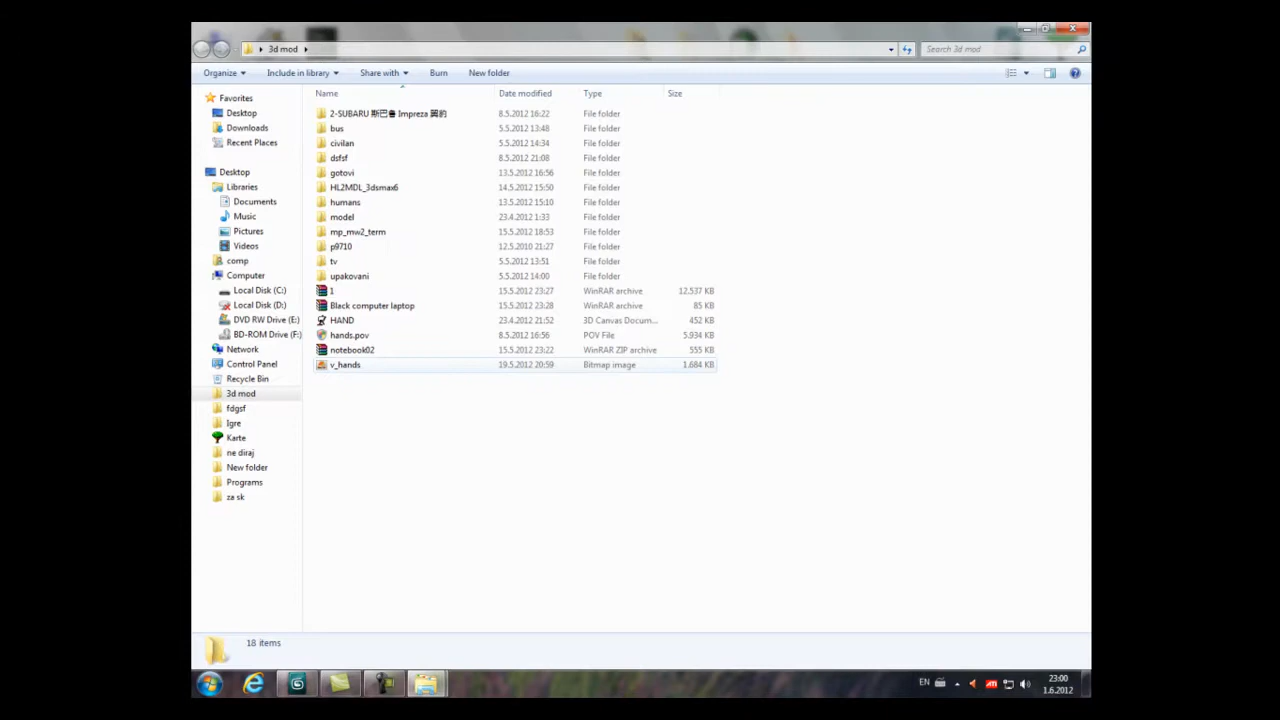 3d mod
Search 3d mod
Organize Include in library Share with Burn New folder
Name Date modified Type Size
2-SUBARU 斯巴鲁 Impreza 翼豹 8.5.2012 16:22 File folder
bus 5.5.2012 13:48 File folder
civilan 5.5.2012 14:34 File folder
dsfsf 8.5.2012 21:08 File folder
gotovi 13.5.2012 16:56 File folder
HL2MDL_3dsmax6 14.5.2012 15:50 File folder
humans 13.5.2012 15:10 File folder
model 23.4.2012 1:33 File folder
mp_mw2_term 15.5.2012 18:53 File folder
p9710 12.5.2010 21:27 File folder
tv 5.5.2012 13:51 File folder
upakovani 5.5.2012 14:00 File folder
1 15.5.2012 23:27 WinRAR archive 12.537 KB
Black computer laptop 15.5.2012 23:28 WinRAR archive 85 KB
HAND 23.4.2012 21:52 3D Canvas Docum... 452 KB
hands.pov 8.5.2012 16:56 POV File 5.934 KB
notebook02 15.5.2012 23:22 WinRAR ZIP archive 555 KB
v_hands 19.5.2012 20:59 Bitmap image 1.684 KB
Favorites
Desktop
Downloads
Recent Places
Desktop
Libraries
Documents
Music
Pictures
Videos
comp
Computer
Local Disk (C:)
Local Disk (D:)
DVD RW Drive (E:)
BD-ROM Drive (F:)
Network
Control Panel
Recycle Bin
3d mod
fdgsf
Igre
Karte
ne diraj
New folder
Programs
za sk
18 items
EN
23:00
1.6.2012